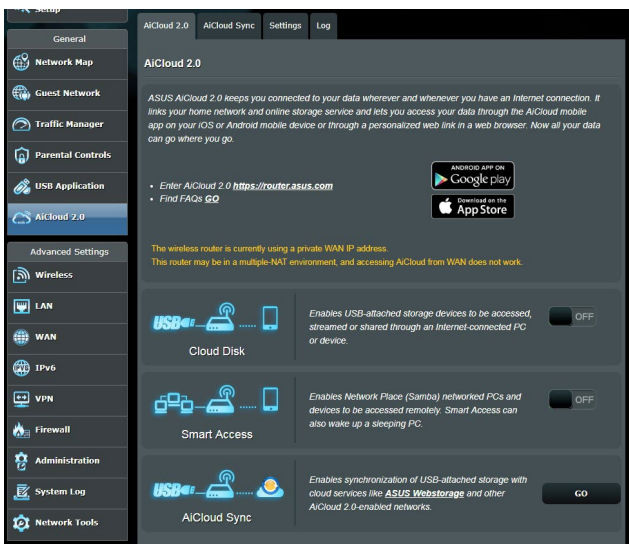 Setup
General
Network Map
Guest Network
Traffic Manager
Parental Controls
USB Application
AiCloud 2.0
Advanced Settings
Wireless
LAN
WAN
IPv6
VPN
Firewall
Administration
System Log
Network Tools
AiCloud 2.0 AiCloud Sync Settings Log
AiCloud 2.0
ASUS AiCloud 2.0 keeps you connected to your data wherever and whenever you have an Internet connection. It
links your home network and online storage service and lets you access your data through the AiCloud mobile
app on your iOS or Android mobile device or through a personalized web link in a web browser. Now all your data
can go where you go.
• Enter AiCloud 2.0 https://router.asus.com
• Find FAQs GO
ANDROID APP ON
Google play
Download on the
App Store
The wireless router is currently using a private WAN IP address.
This router may be in a multiple-NAT environment, and accessing AiCloud from WAN does not work.
USB
Cloud Disk
Enables USB-attached storage devices to be accessed,
streamed or shared through an Internet-connected PC
or device.
OFF
Smart Access
Enables Network Place (Samba) networked PCs and
devices to be accessed remotely. Smart Access can
also wake up a sleeping PC.
OFF
USB
AiCloud Sync
Enables synchronization of USB-attached storage with
cloud services like ASUS Webstorage and other
AiCloud 2.0-enabled networks.
GO